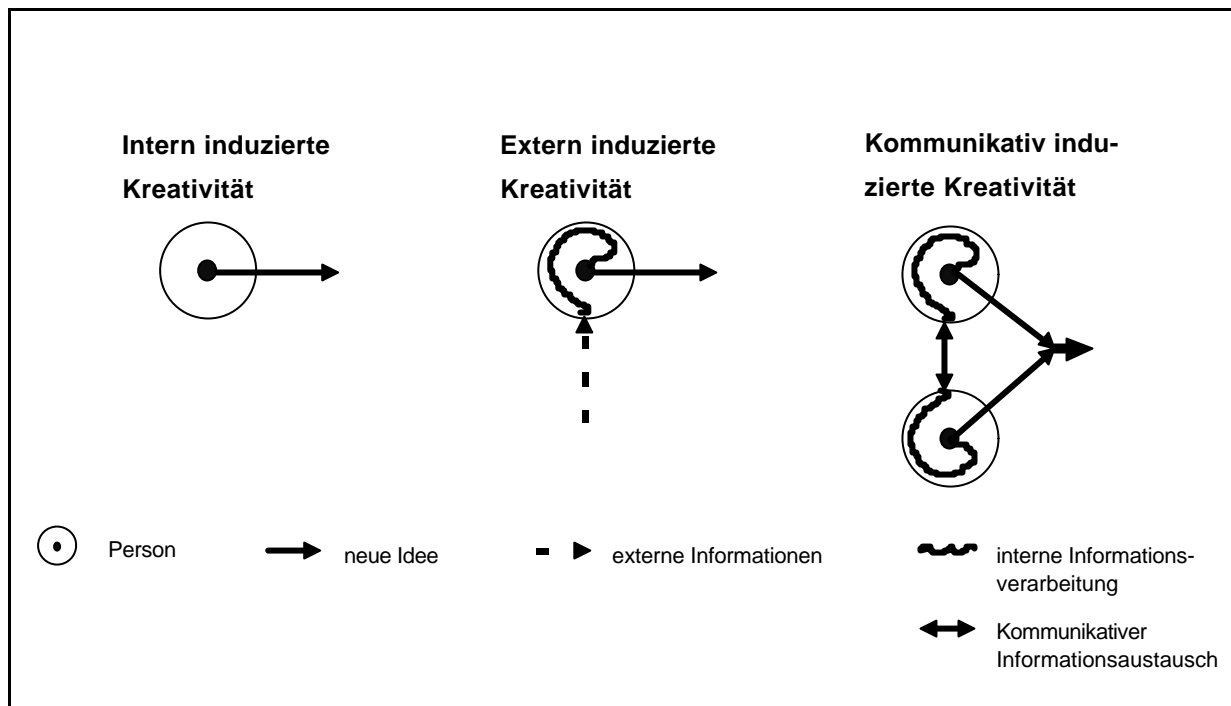 Intern induzierte
Kreativität
Extern induzierte
Kreativität
Kommunikativ indu-
zierte Kreativität
Person
neue Idee
externe Informationen
interne Informations-
verarbeitung
Kommunikativer
Informationsaustausch